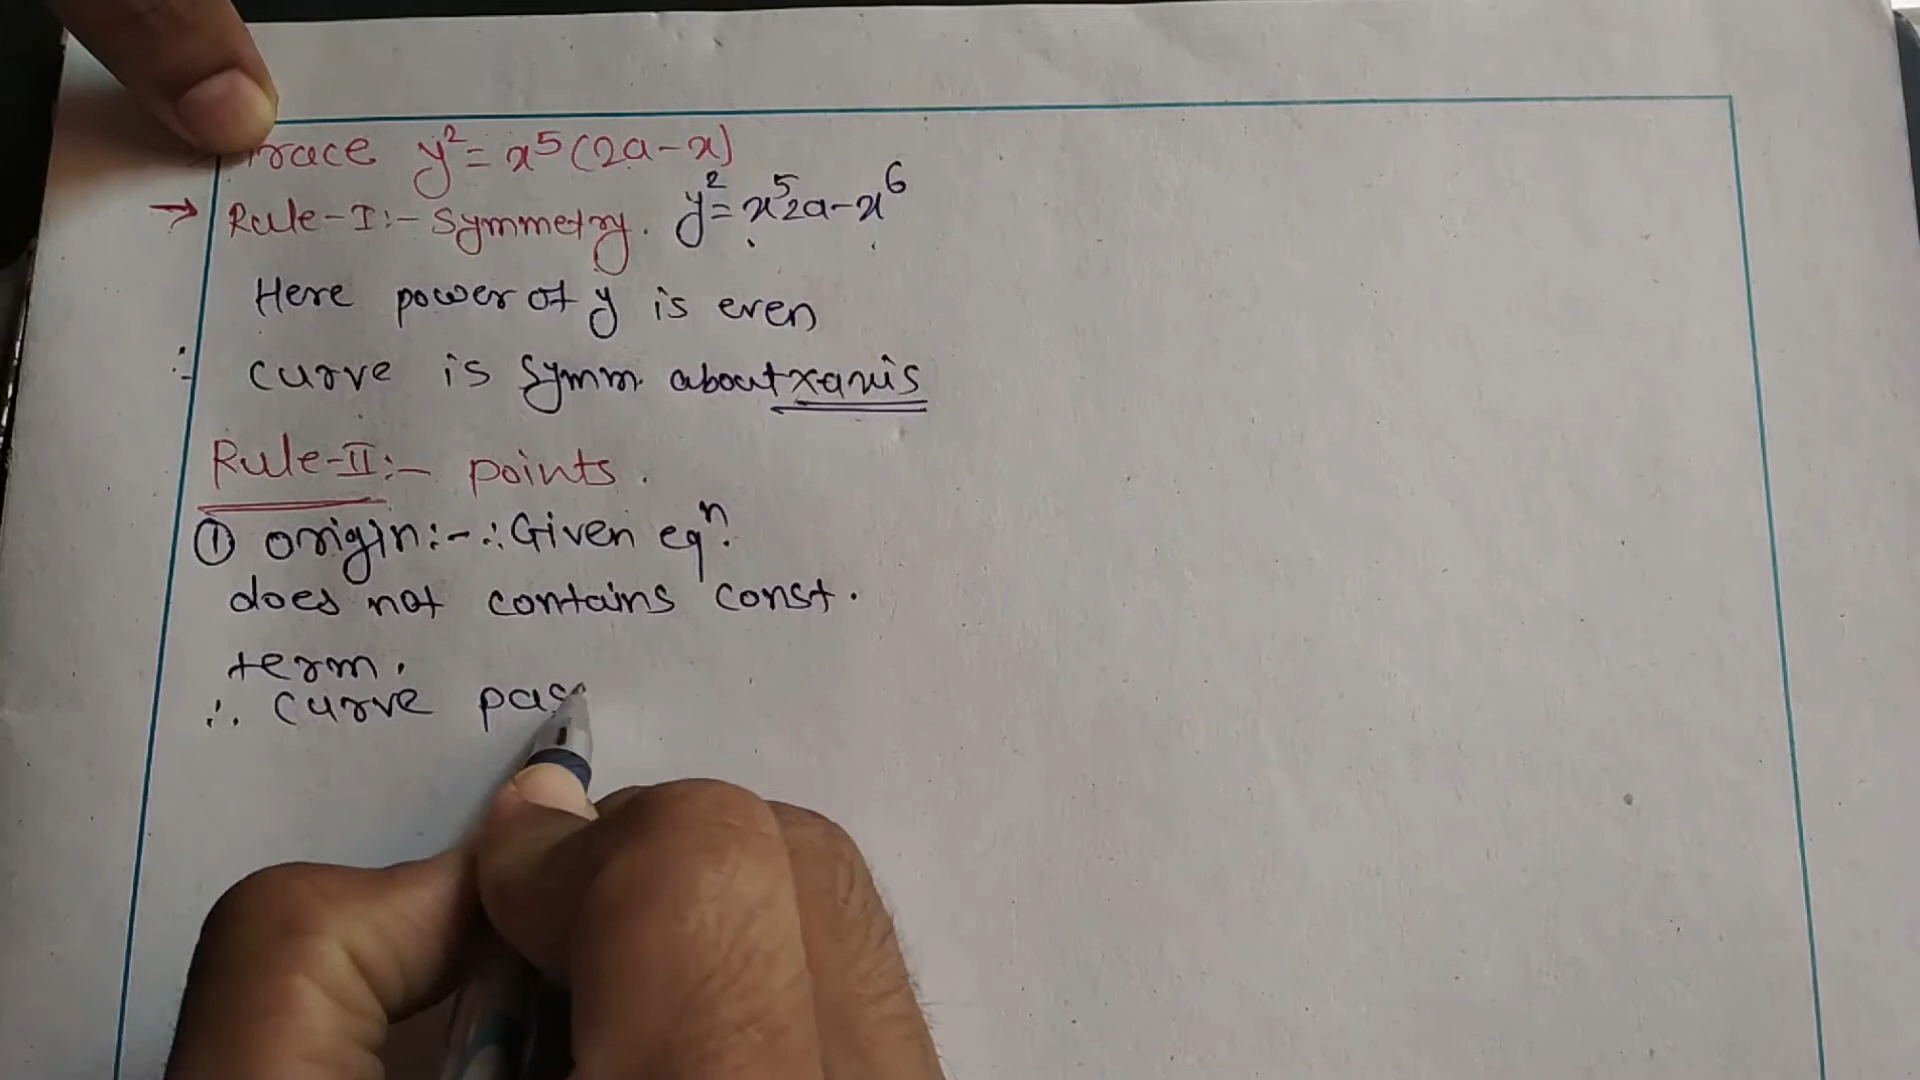 Trace y² = x⁵(2a-x)
→ Rule-I:- Symmetry. y² = x⁵2a-x⁶
Here power of y is even
∴ curve is symm. about x-axis
Rule-II:- points.
① origin:- ∵ Given eqⁿ.
does not contains const.
term.
∴ curve pas